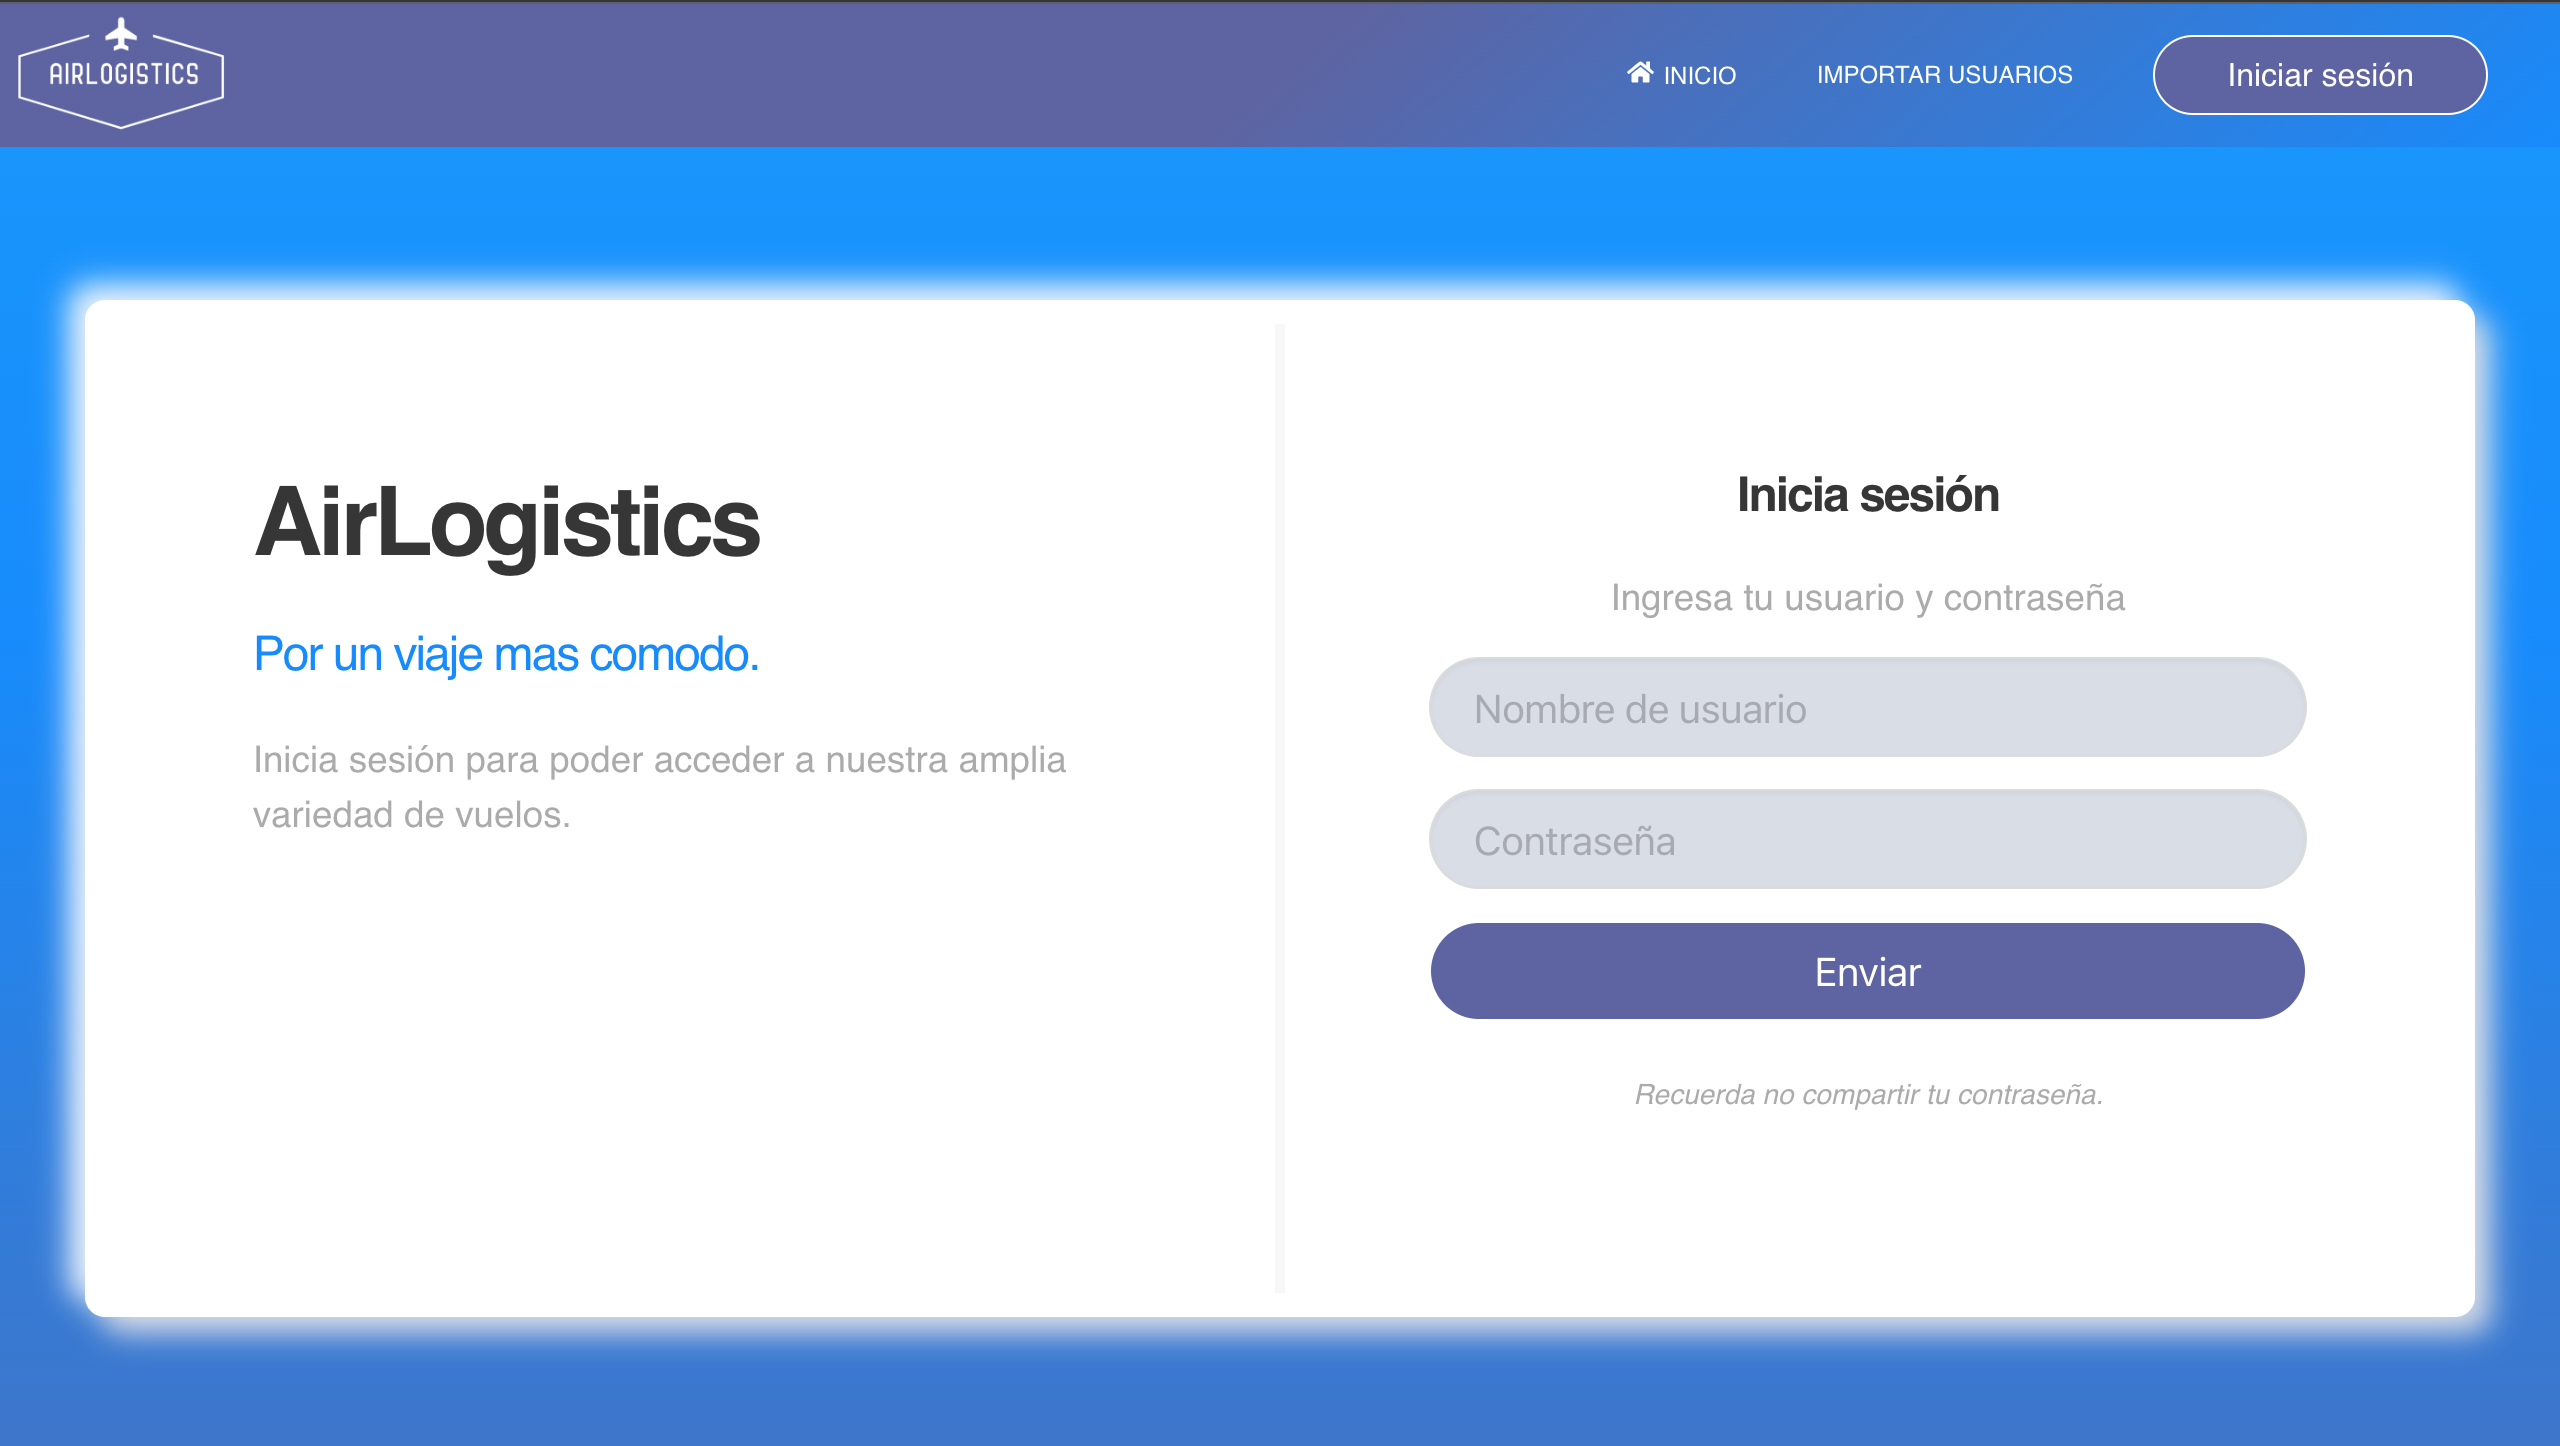 AIRLOGISTICS
INICIO
IMPORTAR USUARIOS
Iniciar sesión
AirLogistics
Por un viaje mas comodo.
Inicia sesión para poder acceder a nuestra amplia
variedad de vuelos.
Inicia sesión
Ingresa tu usuario y contraseña
Nombre de usuario
Contraseña
Enviar
Recuerda no compartir tu contraseña.